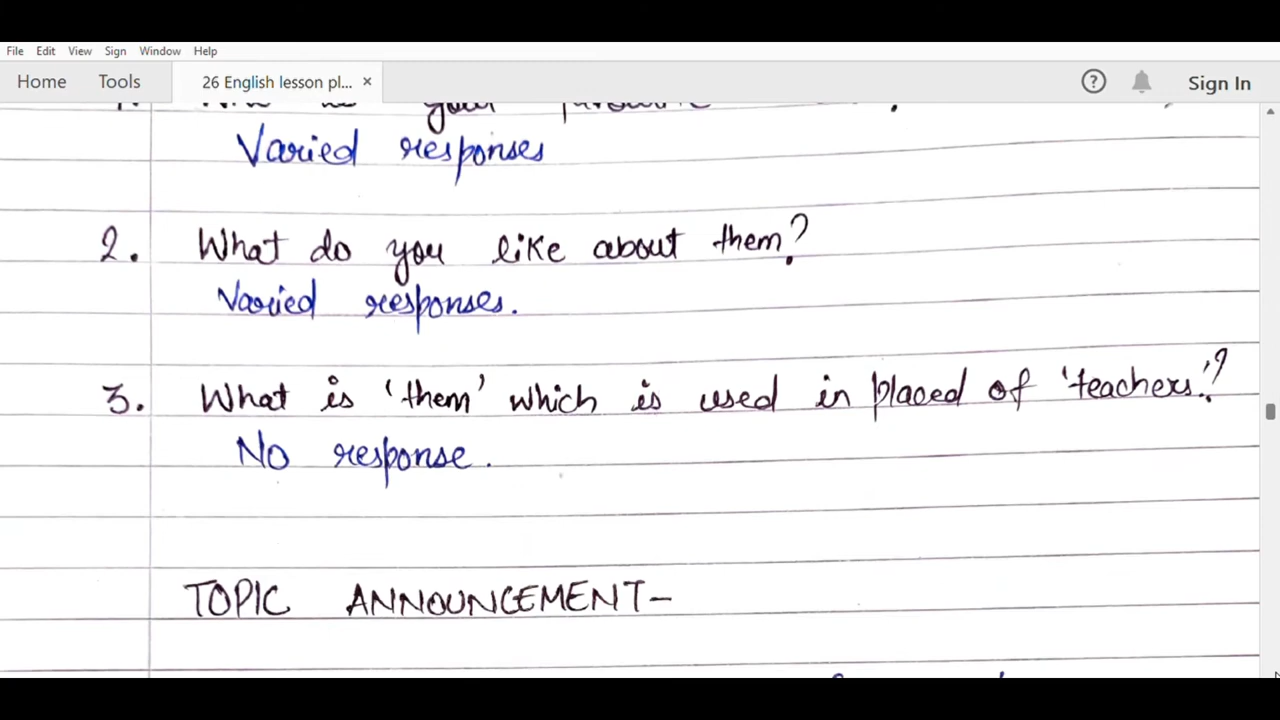 File Edit View Sign Window Help
Home Tools 26 English lesson pl... × ? Sign In
your favourite
Varied responses
2. What do you like about them?
Varied responses.
3. What is 'them' which is used in placed of 'teachers.'?
No response.
TOPIC ANNOUNCEMENT-